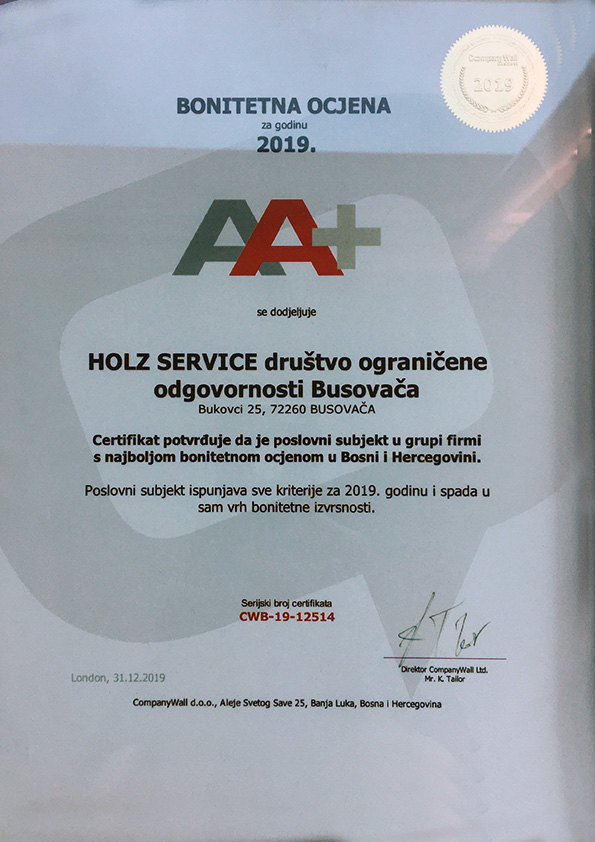 CompanyWall
2019
BONITETNA OCJENA
za godinu
2019.
AA+
se dodjeljuje
HOLZ SERVICE društvo ograničene
odgovornosti Busovača
Bukovci 25, 72260 BUSOVAČA
Certifikat potvrđuje da je poslovni subjekt u grupi firmi
s najboljom bonitetnom ocjenom u Bosni i Hercegovini.
Poslovni subjekt ispunjava sve kriterije za 2019. godinu i spada u
sam vrh bonitetne izvrsnosti.
Serijski broj certifikata
CWB-19-12514
Direktor CompanyWall Ltd.
Mr. K. Tailor
London, 31.12.2019
CompanyWall d.o.o., Aleje Svetog Save 25, Banja Luka, Bosna i Hercegovina